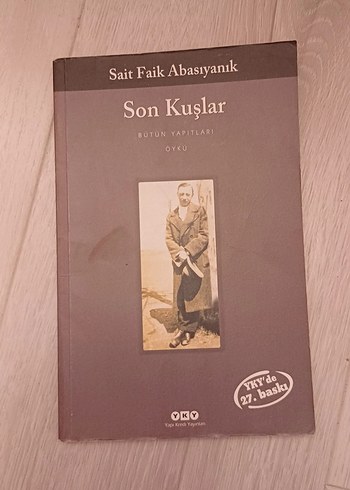 Sait Faik Abasıyanık
Son Kuşlar
BÜTÜN YAPITLARI
ÖYKÜ
YKY'de
27. baskı
YKY
Yapı Kredi Yayınları